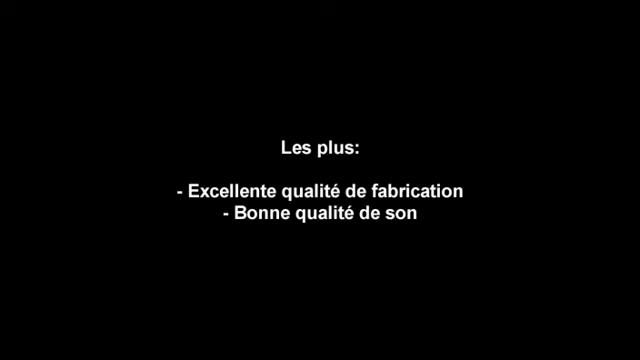 Les plus:
- Excellente qualité de fabrication
- Bonne qualité de son